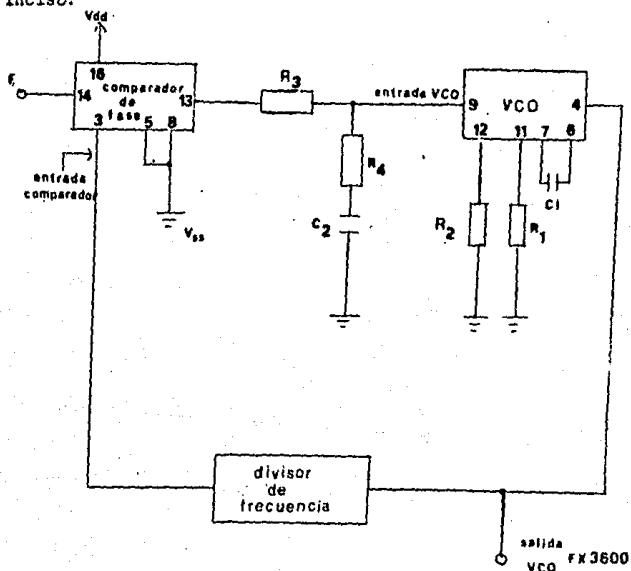 inciso.
Vdd
16
comparador
de
fase
14
13
3
5 8
entrada
comparador
Vss
R3
R4
C2
entrada VCO
9 VCO 4
12 11 7 6
C1
R2
R1
divisor
de
frecuencia
salida
VCO FX3600